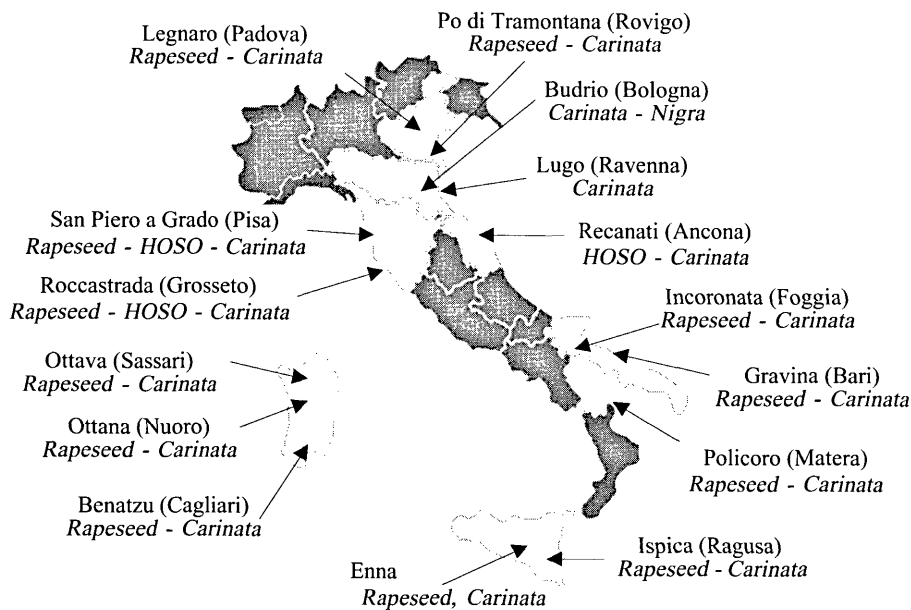 Legnaro (Padova)
Rapeseed - Carinata
Po di Tramontana (Rovigo)
Rapeseed - Carinata
Budrio (Bologna)
Carinata - Nigra
Lugo (Ravenna)
Carinata
San Piero a Grado (Pisa)
Rapeseed - HOSO - Carinata
Recanati (Ancona)
HOSO - Carinata
Roccastrada (Grosseto)
Rapeseed - HOSO - Carinata
Incoronata (Foggia)
Rapeseed - Carinata
Ottava (Sassari)
Rapeseed - Carinata
Gravina (Bari)
Rapeseed - Carinata
Ottana (Nuoro)
Rapeseed - Carinata
Policoro (Matera)
Rapeseed - Carinata
Benatzu (Cagliari)
Rapeseed - Carinata
Ispica (Ragusa)
Rapeseed - Carinata
Enna
Rapeseed, Carinata